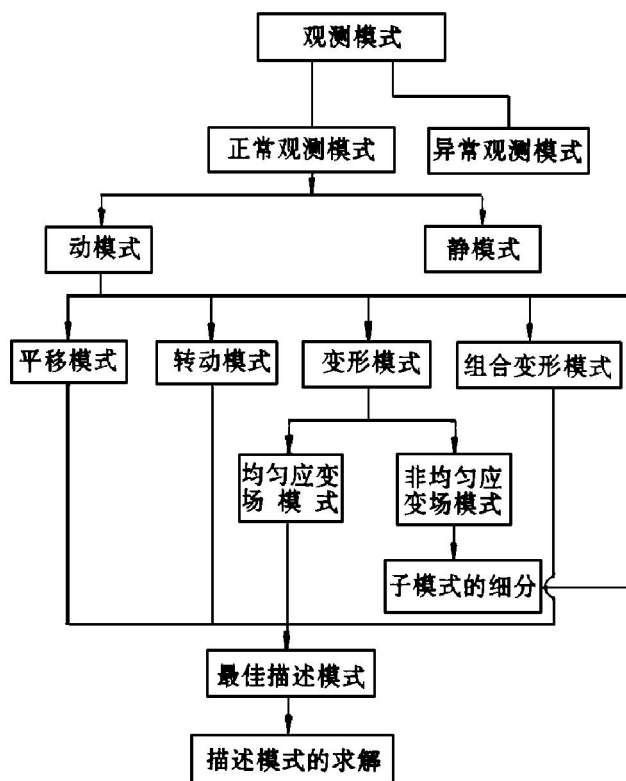 观测模式
正常观测模式
异常观测模式
动模式
静模式
平移模式
转动模式
变形模式
组合变形模式
均匀应变
场模式
非均匀应
变场模式
子模式的细分
最佳描述模式
描述模式的求解